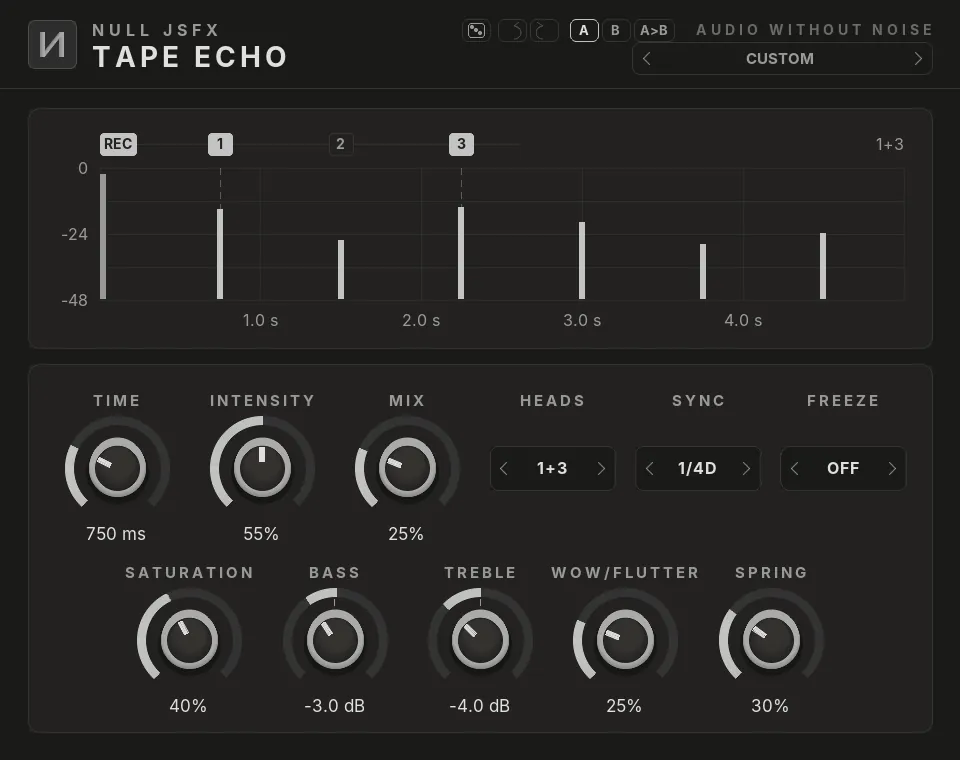 NULL JSFX
TAPE ECHO
A B A>B
AUDIO WITHOUT NOISE
CUSTOM
REC 1 2 3 1+3
0
-24
-48
1.0 s 2.0 s 3.0 s 4.0 s
TIME INTENSITY MIX HEADS SYNC FREEZE
1+3 1/4D OFF
750 ms 55% 25%
SATURATION BASS TREBLE WOW/FLUTTER SPRING
40% -3.0 dB -4.0 dB 25% 30%